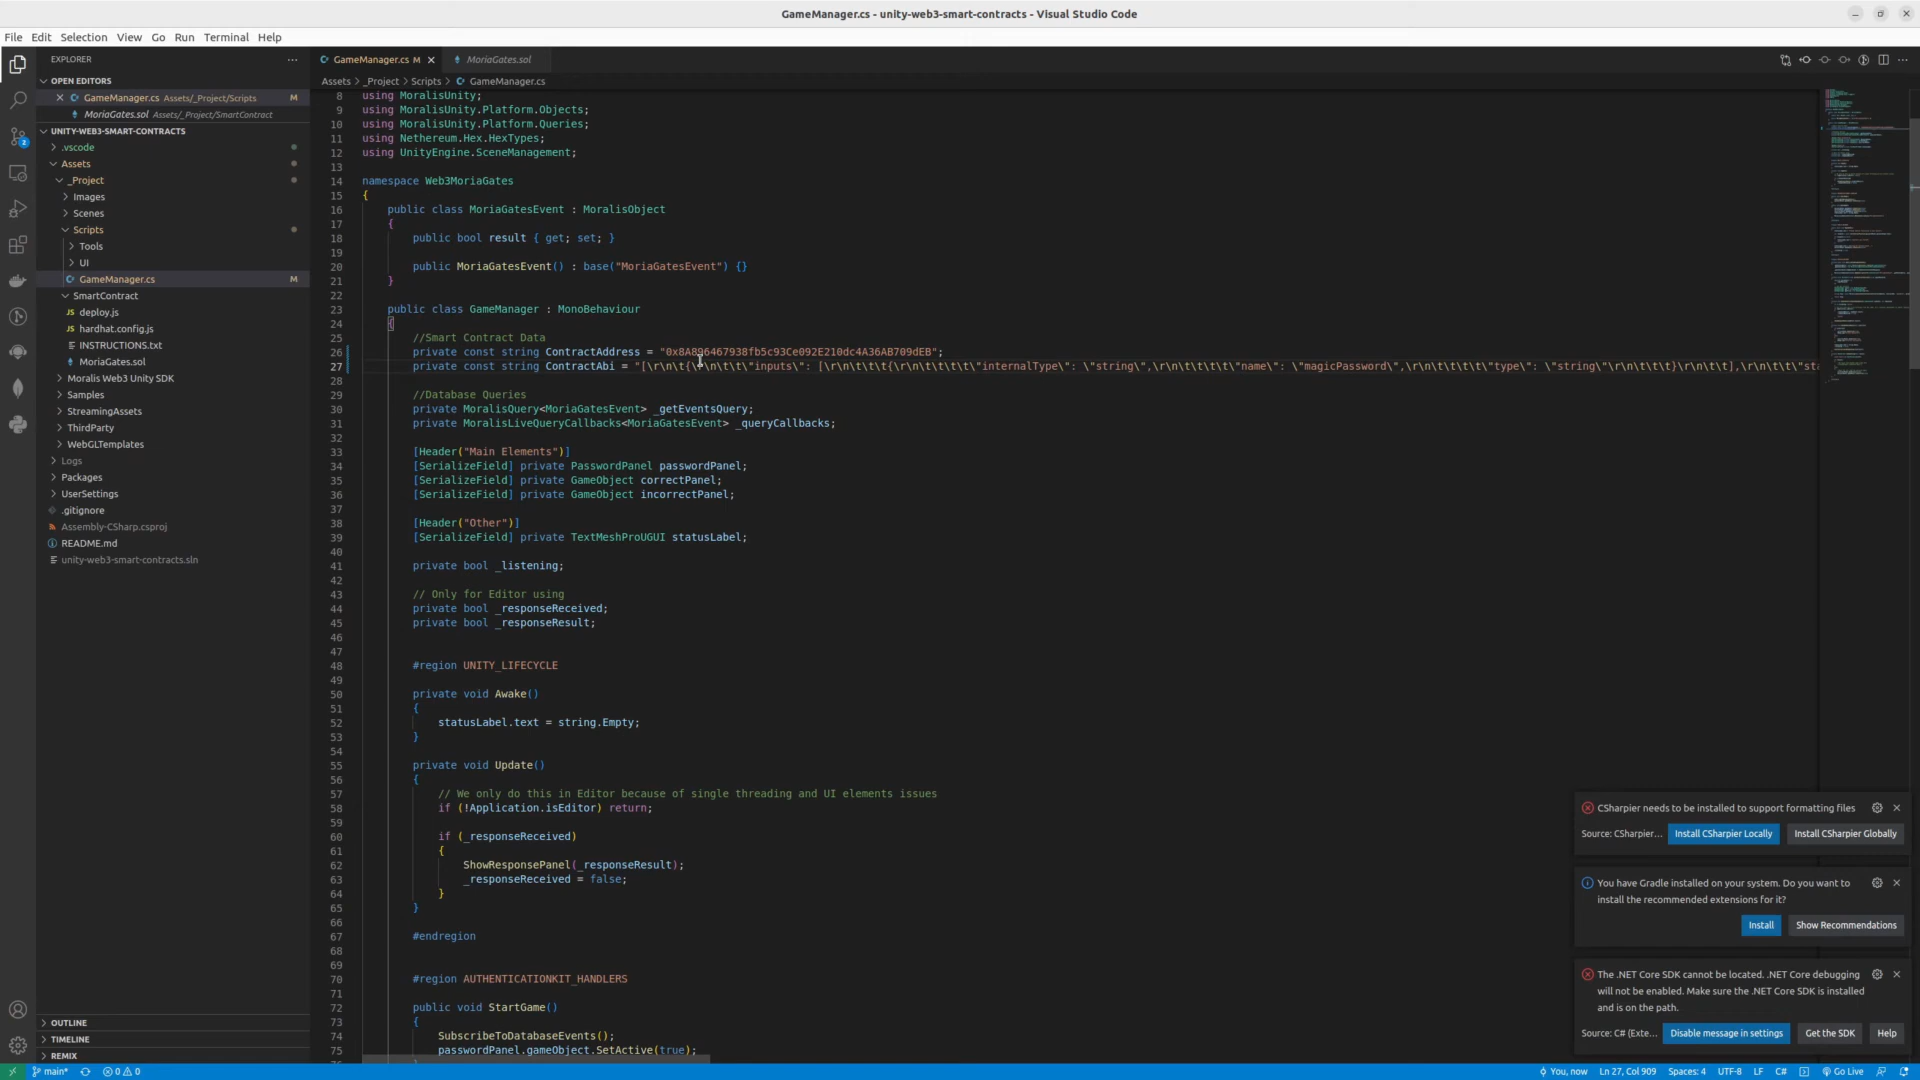 GameManager.cs - unity-web3-smart-contracts - Visual Studio Code
File Edit Selection View Go Run Terminal Help
EXPLORER
OPEN EDITORS
GameManager.cs Assets/_Project/Scripts M
MoriaGates.sol Assets/_Project/SmartContract
UNITY-WEB3-SMART-CONTRACTS
.vscode
Assets
_Project
Images
Scenes
Scripts
Tools
UI
GameManager.cs M
SmartContract
JS deploy.js
JS hardhat.config.js
INSTRUCTIONS.txt
MoriaGates.sol
Moralis Web3 Unity SDK
Samples
StreamingAssets
ThirdParty
WebGLTemplates
Logs
Packages
UserSettings
.gitignore
Assembly-CSharp.csproj
README.md
unity-web3-smart-contracts.sln
OUTLINE
TIMELINE
REMIX
GameManager.cs M MoriaGates.sol
Assets > _Project > Scripts > GameManager.cs
8 using MoralisUnity;
9 using MoralisUnity.Platform.Objects;
10 using MoralisUnity.Platform.Queries;
11 using Nethereum.Hex.HexTypes;
12 using UnityEngine.SceneManagement;
13
14 namespace Web3MoriaGates
15 {
16 public class MoriaGatesEvent : MoralisObject
17 {
18 public bool result { get; set; }
19
20 public MoriaGatesEvent() : base("MoriaGatesEvent") {}
21 }
22
23 public class GameManager : MonoBehaviour
24 {
25 //Smart Contract Data
26 private const string ContractAddress = "0x8A896467938fb5c93Ce092E210dc4A36AB709dEB";
27 private const string ContractAbi = "[\r\n\t{\r\n\t\t\"inputs\": [\r\n\t\t\t{\r\n\t\t\t\t\"internalType\": \"string\",\r\n\t\t\t\t\"name\": \"magicPassword\",\r\n\t\t\t\t\"type\": \"string\"\r\n\t\t\t}\r\n\t\t],\r\n\t\t\"sta
28
29 //Database Queries
30 private MoralisQuery<MoriaGatesEvent> _getEventsQuery;
31 private MoralisLiveQueryCallbacks<MoriaGatesEvent> _queryCallbacks;
32
33 [Header("Main Elements")]
34 [SerializeField] private PasswordPanel passwordPanel;
35 [SerializeField] private GameObject correctPanel;
36 [SerializeField] private GameObject incorrectPanel;
37
38 [Header("Other")]
39 [SerializeField] private TextMeshProUGUI statusLabel;
40
41 private bool _listening;
42
43 // Only for Editor using
44 private bool _responseReceived;
45 private bool _responseResult;
46
47
48 #region UNITY_LIFECYCLE
49
50 private void Awake()
51 {
52 statusLabel.text = string.Empty;
53 }
54
55 private void Update()
56 {
57 // We only do this in Editor because of single threading and UI elements issues
58 if (!Application.isEditor) return;
59
60 if (_responseReceived)
61 {
62 ShowResponsePanel(_responseResult);
63 _responseReceived = false;
64 }
65 }
66
67 #endregion
68
69
70 #region AUTHENTICATIONKIT_HANDLERS
71
72 public void StartGame()
73 {
74 SubscribeToDatabaseEvents();
75 passwordPanel.gameObject.SetActive(true);
CSharpier needs to be installed to support formatting files
Source: CSharpier... Install CSharpier Locally Install CSharpier Globally
You have Gradle installed on your system. Do you want to
install the recommended extensions for it?
Install Show Recommendations
The .NET Core SDK cannot be located. .NET Core debugging
will not be enabled. Make sure the .NET Core SDK is installed
and is on the path.
Source: C# (Exte... Disable message in settings Get the SDK Help
main* 0 0 You, now Ln 27, Col 909 Spaces: 4 UTF-8 LF C# Go Live